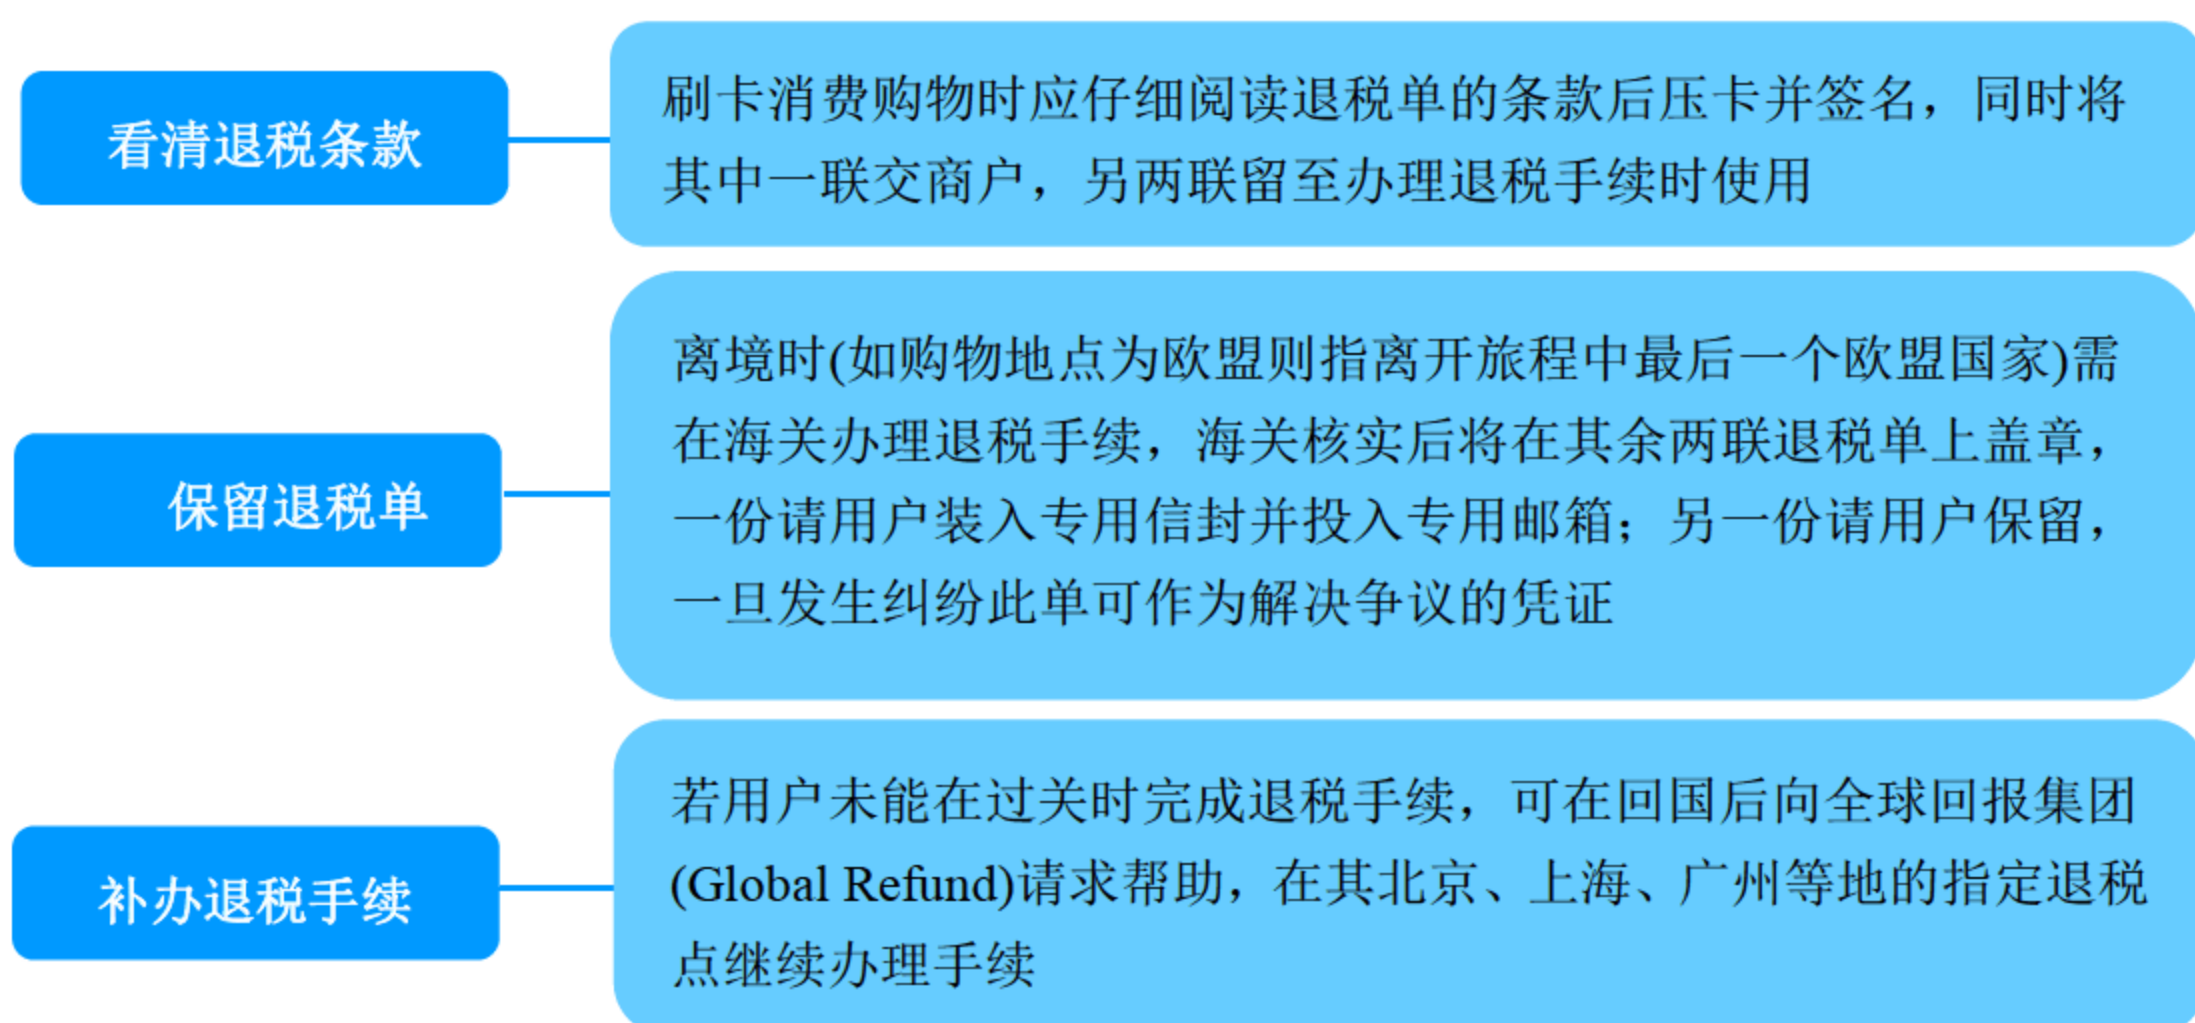 看清退税条款
刷卡消费购物时应仔细阅读退税单的条款后压卡并签名，同时将
其中一联交商户，另两联留至办理退税手续时使用
保留退税单
离境时(如购物地点为欧盟则指离开旅程中最后一个欧盟国家)需
在海关办理退税手续，海关核实后将在其余两联退税单上盖章，
一份请用户装入专用信封并投入专用邮箱；另一份请用户保留，
一旦发生纠纷此单可作为解决争议的凭证
补办退税手续
若用户未能在过关时完成退税手续，可在回国后向全球回报集团
(Global Refund)请求帮助，在其北京、上海、广州等地的指定退税
点继续办理手续